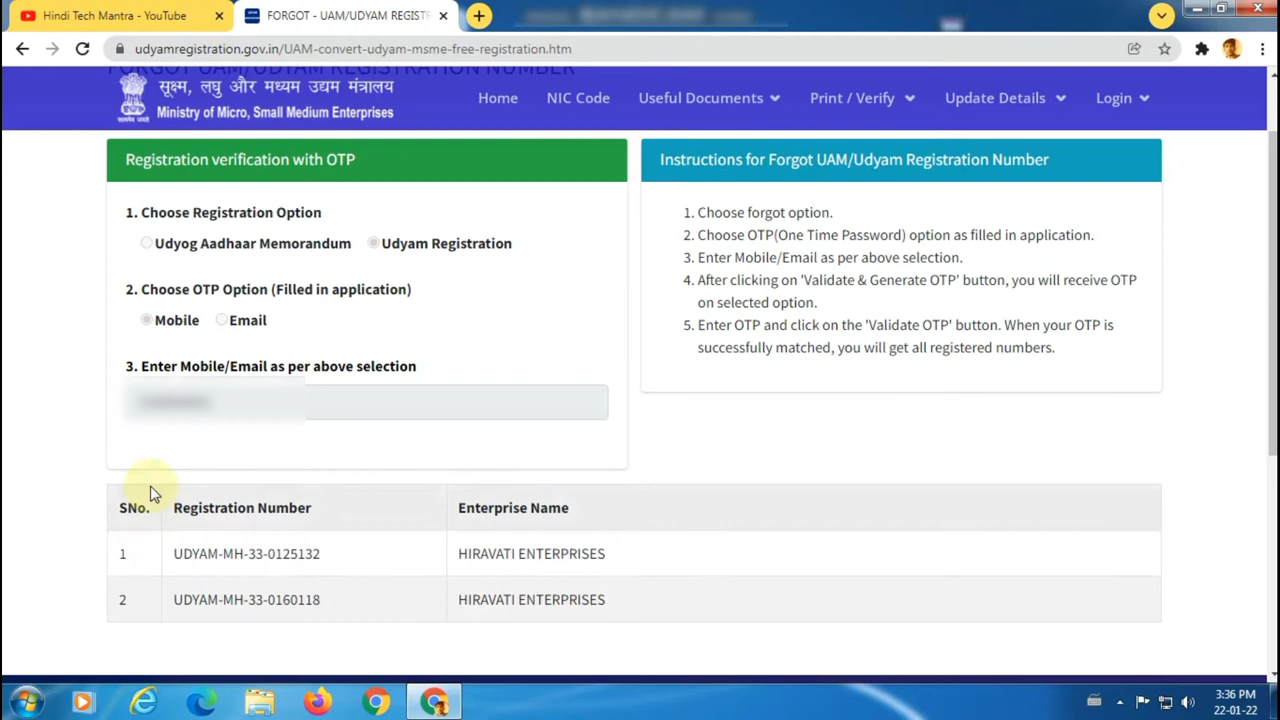 Hindi Tech Mantra - YouTube
FORGOT - UAM/UDYAM REGISTR
udyamregistration.gov.in/UAM-convert-udyam-msme-free-registration.htm
FORGOT UAM/UDYAM REGISTRATION NUMBER
सूक्ष्म, लघु और मध्यम उद्यम मंत्रालय
Ministry of Micro, Small Medium Enterprises
Home
NIC Code
Useful Documents
Print / Verify
Update Details
Login
Registration verification with OTP
1. Choose Registration Option
Udyog Aadhaar Memorandum
Udyam Registration
2. Choose OTP Option (Filled in application)
Mobile
Email
3. Enter Mobile/Email as per above selection
Instructions for Forgot UAM/Udyam Registration Number
1. Choose forgot option.
2. Choose OTP(One Time Password) option as filled in application.
3. Enter Mobile/Email as per above selection.
4. After clicking on 'Validate & Generate OTP' button, you will receive OTP
on selected option.
5. Enter OTP and click on the 'Validate OTP' button. When your OTP is
successfully matched, you will get all registered numbers.
SNo. Registration Number Enterprise Name
1 UDYAM-MH-33-0125132 HIRAVATI ENTERPRISES
2 UDYAM-MH-33-0160118 HIRAVATI ENTERPRISES
3:36 PM
22-01-22